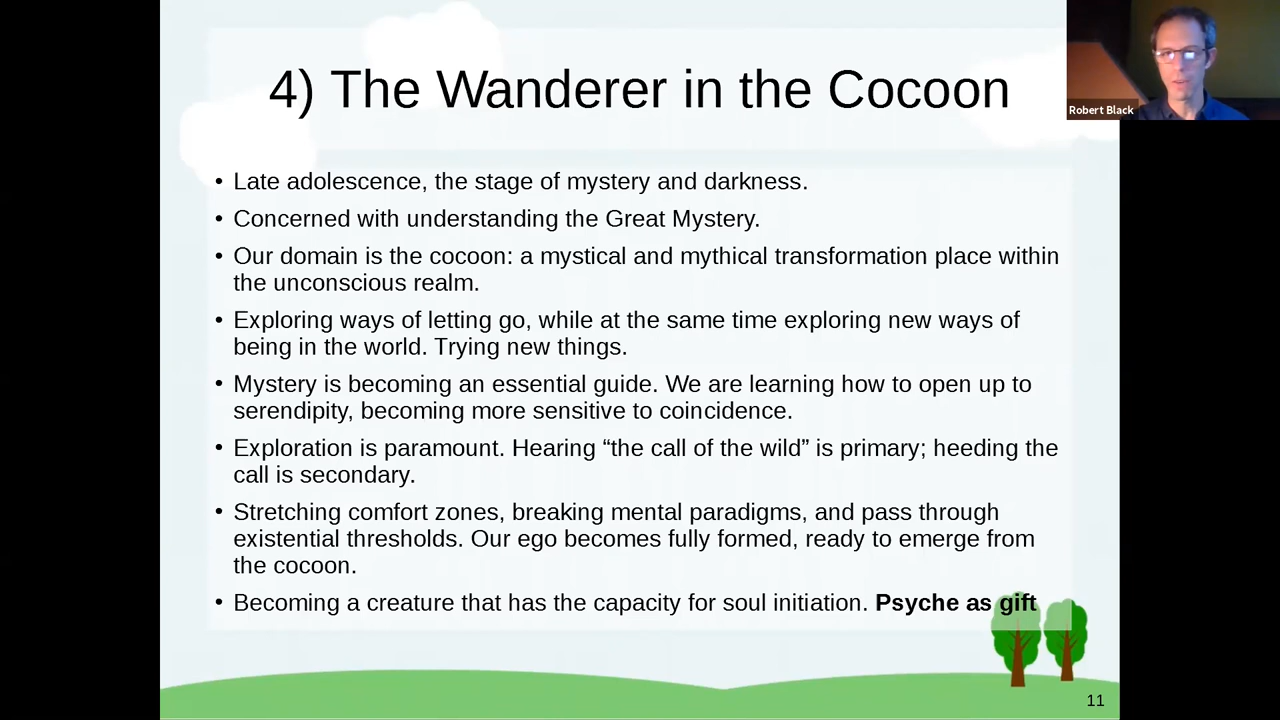 4) The Wanderer in the Cocoon
Robert Black
• Late adolescence, the stage of mystery and darkness.
• Concerned with understanding the Great Mystery.
• Our domain is the cocoon: a mystical and mythical transformation place within
the unconscious realm.
• Exploring ways of letting go, while at the same time exploring new ways of
being in the world. Trying new things.
• Mystery is becoming an essential guide. We are learning how to open up to
serendipity, becoming more sensitive to coincidence.
• Exploration is paramount. Hearing “the call of the wild” is primary; heeding the
call is secondary.
• Stretching comfort zones, breaking mental paradigms, and pass through
existential thresholds. Our ego becomes fully formed, ready to emerge from
the cocoon.
• Becoming a creature that has the capacity for soul initiation. Psyche as gift
11